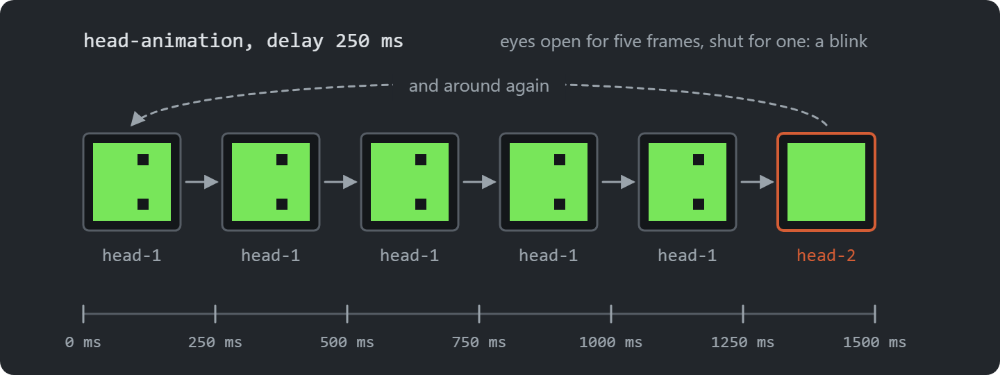 head-animation, delay 250 ms
eyes open for five frames, shut for one: a blink
and around again
head-1
head-1
head-1
head-1
head-1
head-2
0 ms
250 ms
500 ms
750 ms
1000 ms
1250 ms
1500 ms